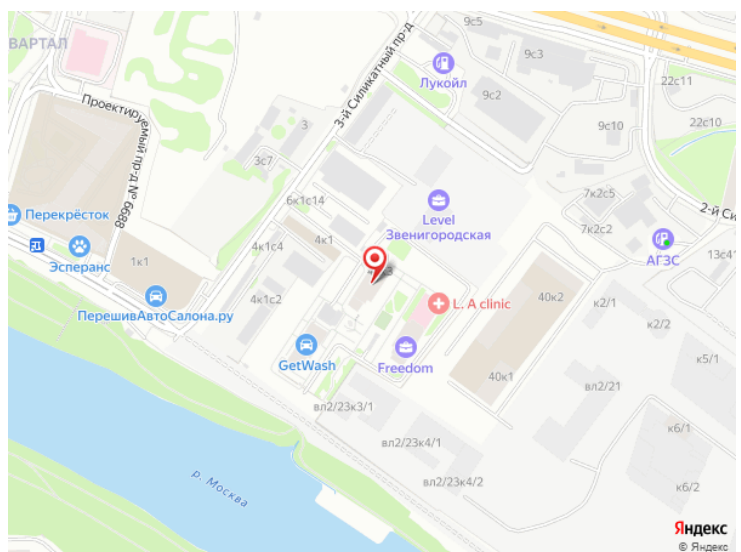 9с5
ВАРТАЛ
9с3
3-й Силикатный пр-д
Лукойл
22с11
9с2
Проектируемый пр-д № 6688
3
22с10
9с10
3с7
7к2с5
6к1с14
Level
Звенигородская
2-й Си
Перекрёсток
7к2с2
4к1
4к1с4
Эсперанс
1к1
АГЗС
13с41
4к1с2
L. A clinic
40к2
к2/1
ПерешивАвтоСалона.ру
к2/2
GetWash
Freedom
40к1
к5/1
вл2/21
вл2/23к3/1
к6/1
вл2/23к4/1
р. Москва
вл2/23к4/2
к6/2
Яндекс
© Яндекс